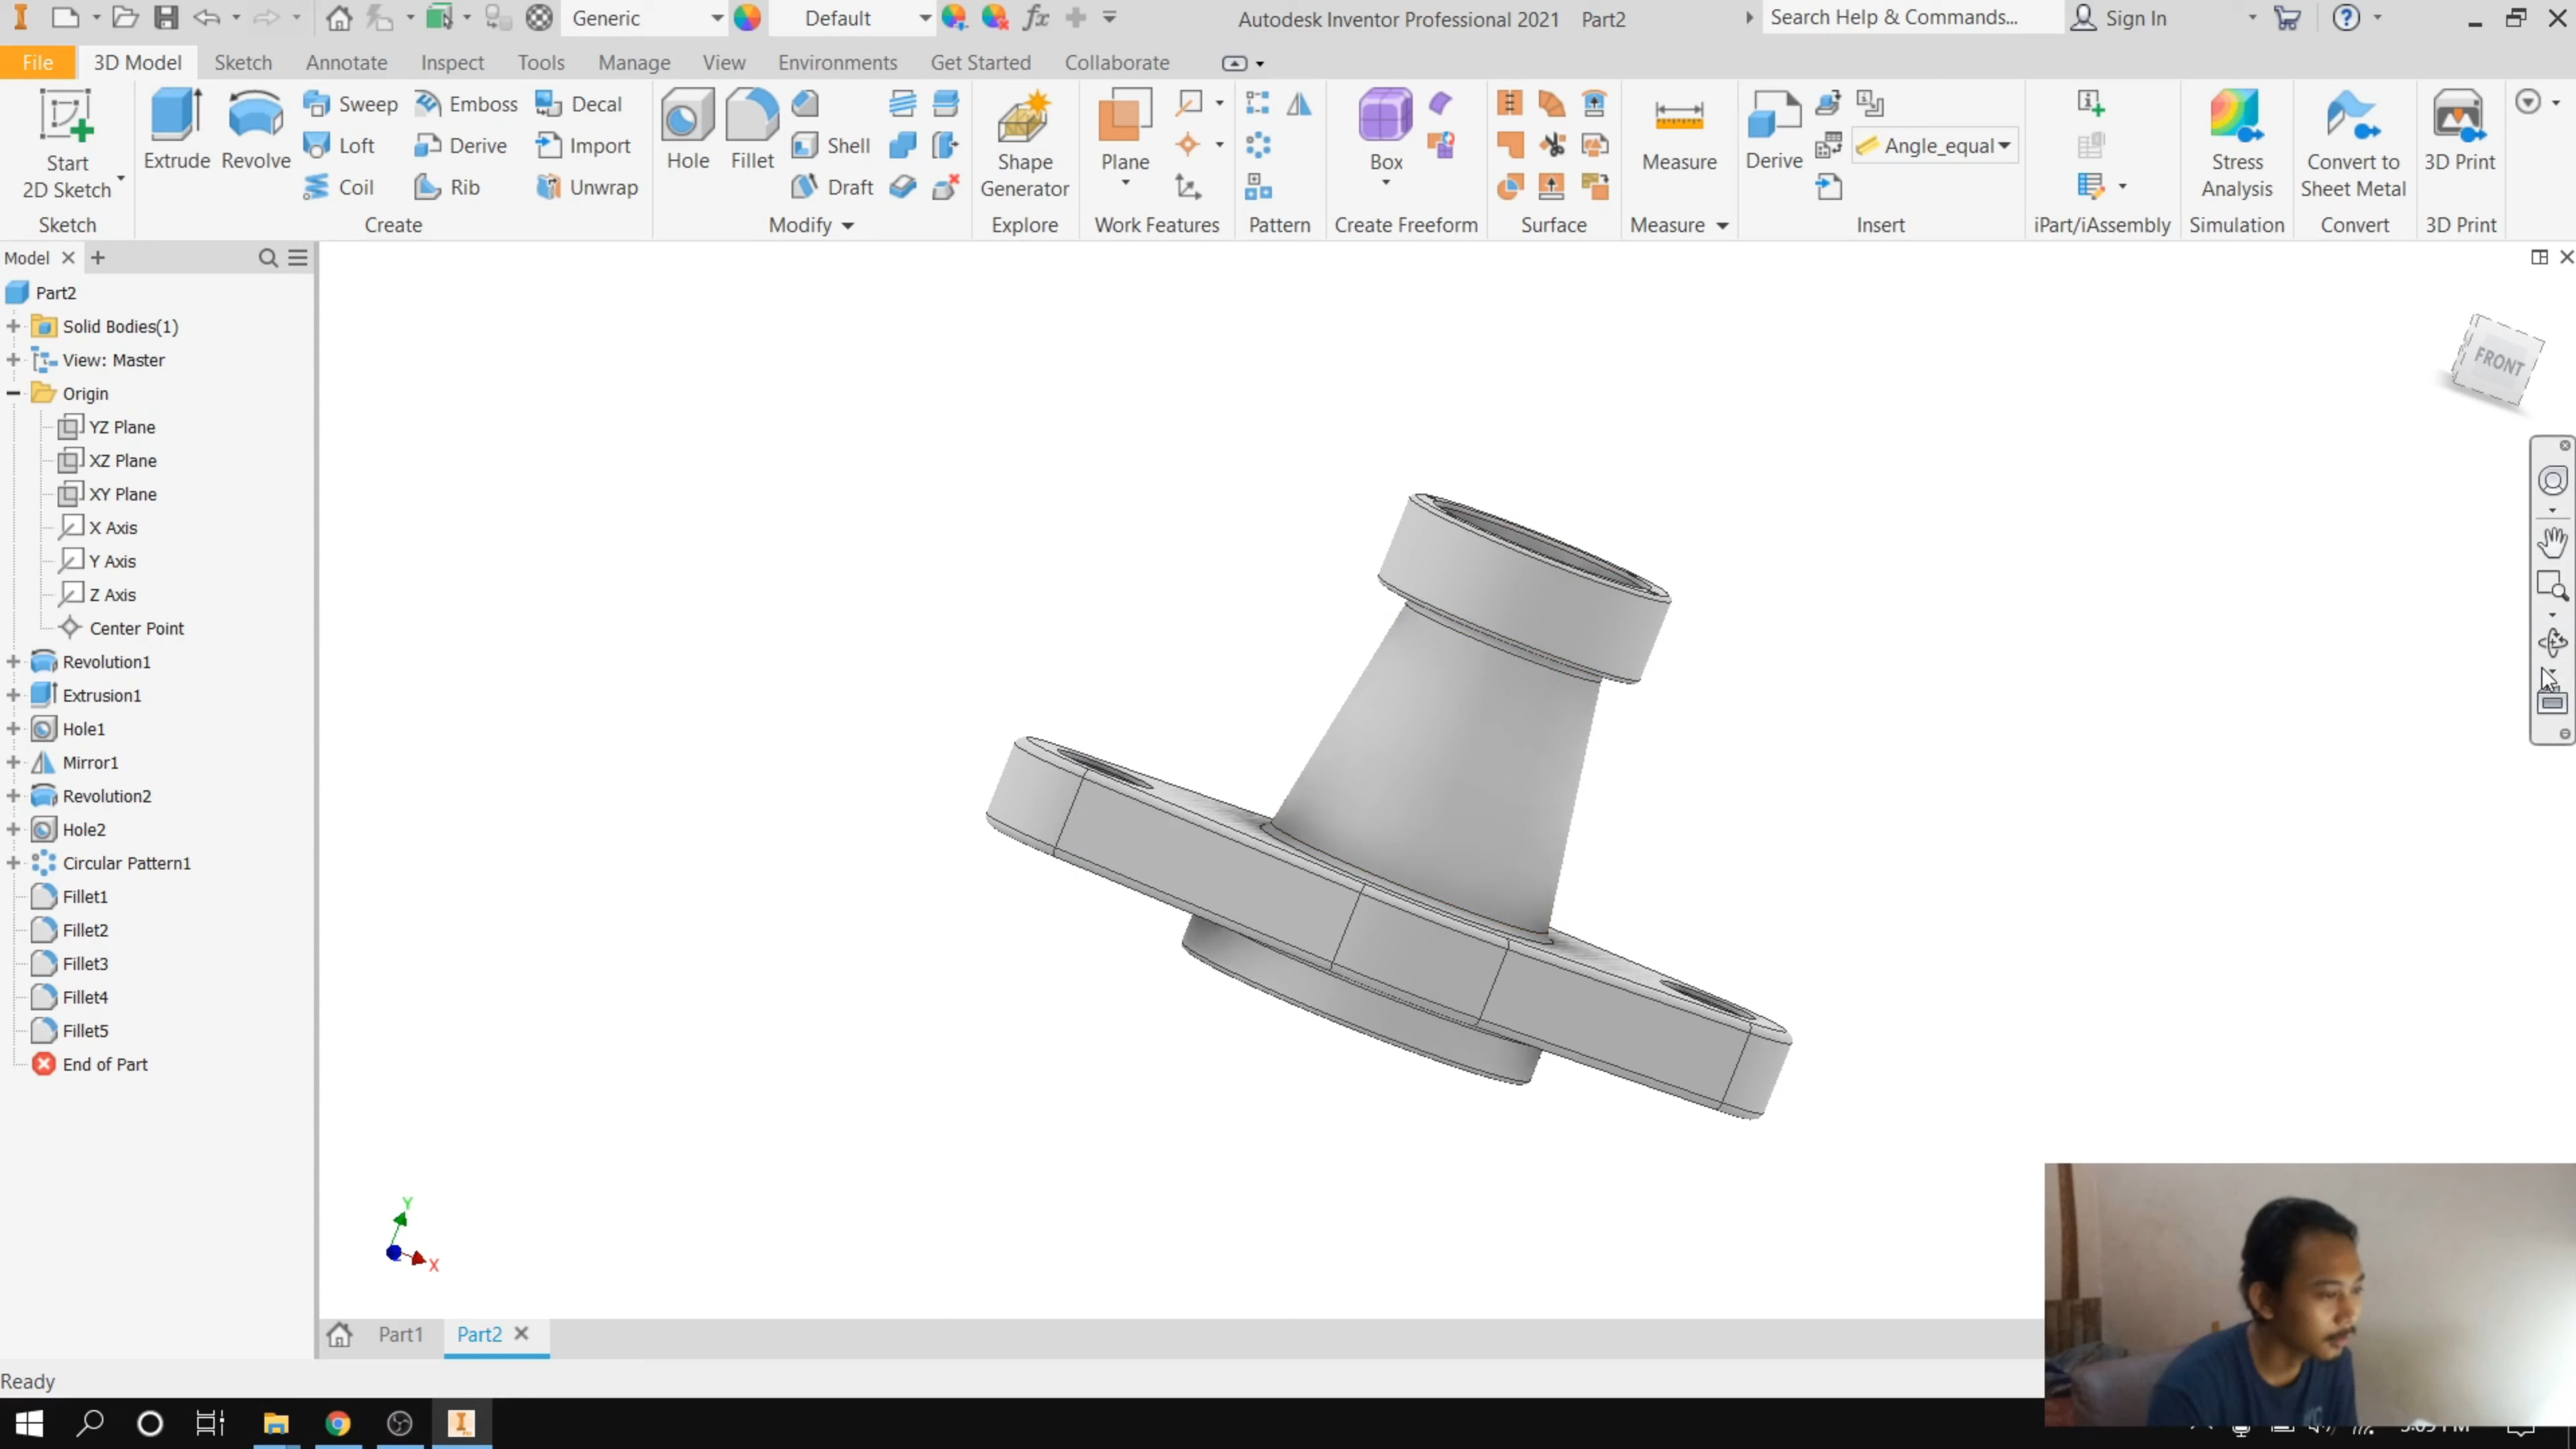 Generic
Default
fx
Autodesk Inventor Professional 2021 Part2
Search Help & Commands...
Sign In
File 3D Model Sketch Annotate Inspect Tools Manage View Environments Get Started Collaborate
Start
2D Sketch
Extrude
Revolve
Sweep
Loft
Coil
Emboss
Derive
Rib
Decal
Import
Unwrap
Hole
Fillet
Shell
Draft
Shape
Generator
Plane
Box
Measure
Derive
Angle_equal
Stress
Analysis
Convert to
Sheet Metal
3D Print
Sketch Create Modify Explore Work Features Pattern Create Freeform Surface Measure Insert iPart/iAssembly Simulation Convert 3D Print
Model
Part2
Solid Bodies(1)
View: Master
Origin
YZ Plane
XZ Plane
XY Plane
X Axis
Y Axis
Z Axis
Center Point
Revolution1
Extrusion1
Hole1
Mirror1
Revolution2
Hole2
Circular Pattern1
Fillet1
Fillet2
Fillet3
Fillet4
Fillet5
End of Part
FRONT
Y
X
Part1 Part2
Ready